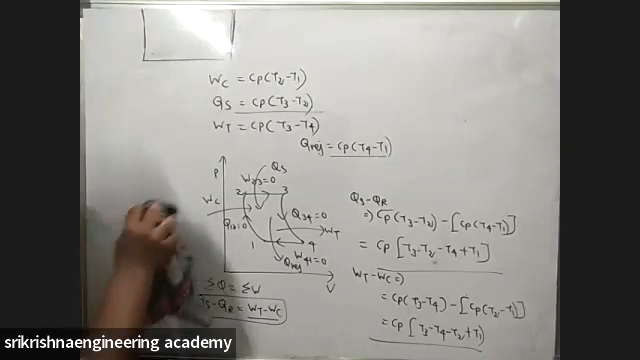 Wc = Cp(T2-T1)
Qs = Cp(T3-T2)
WT = Cp(T3-T4)
Qrej = Cp(T4-T1)
P
Qs
W23=0
2
3
Wc
Q12=0
Q34=0
WT
1
4
W41=0
Qrej
V
ΣQ = ΣW
-QR = WT-Wc
Qs-QR
=) Cp(T3-T2) - [Cp(T4-T1)]
= Cp[T3-T2-T4+T1]
WT-Wc =)
= Cp(T3-T4) - [Cp(T2-T1)]
= Cp[T3-T4-T2+T1]
srikrishnaengineering academy